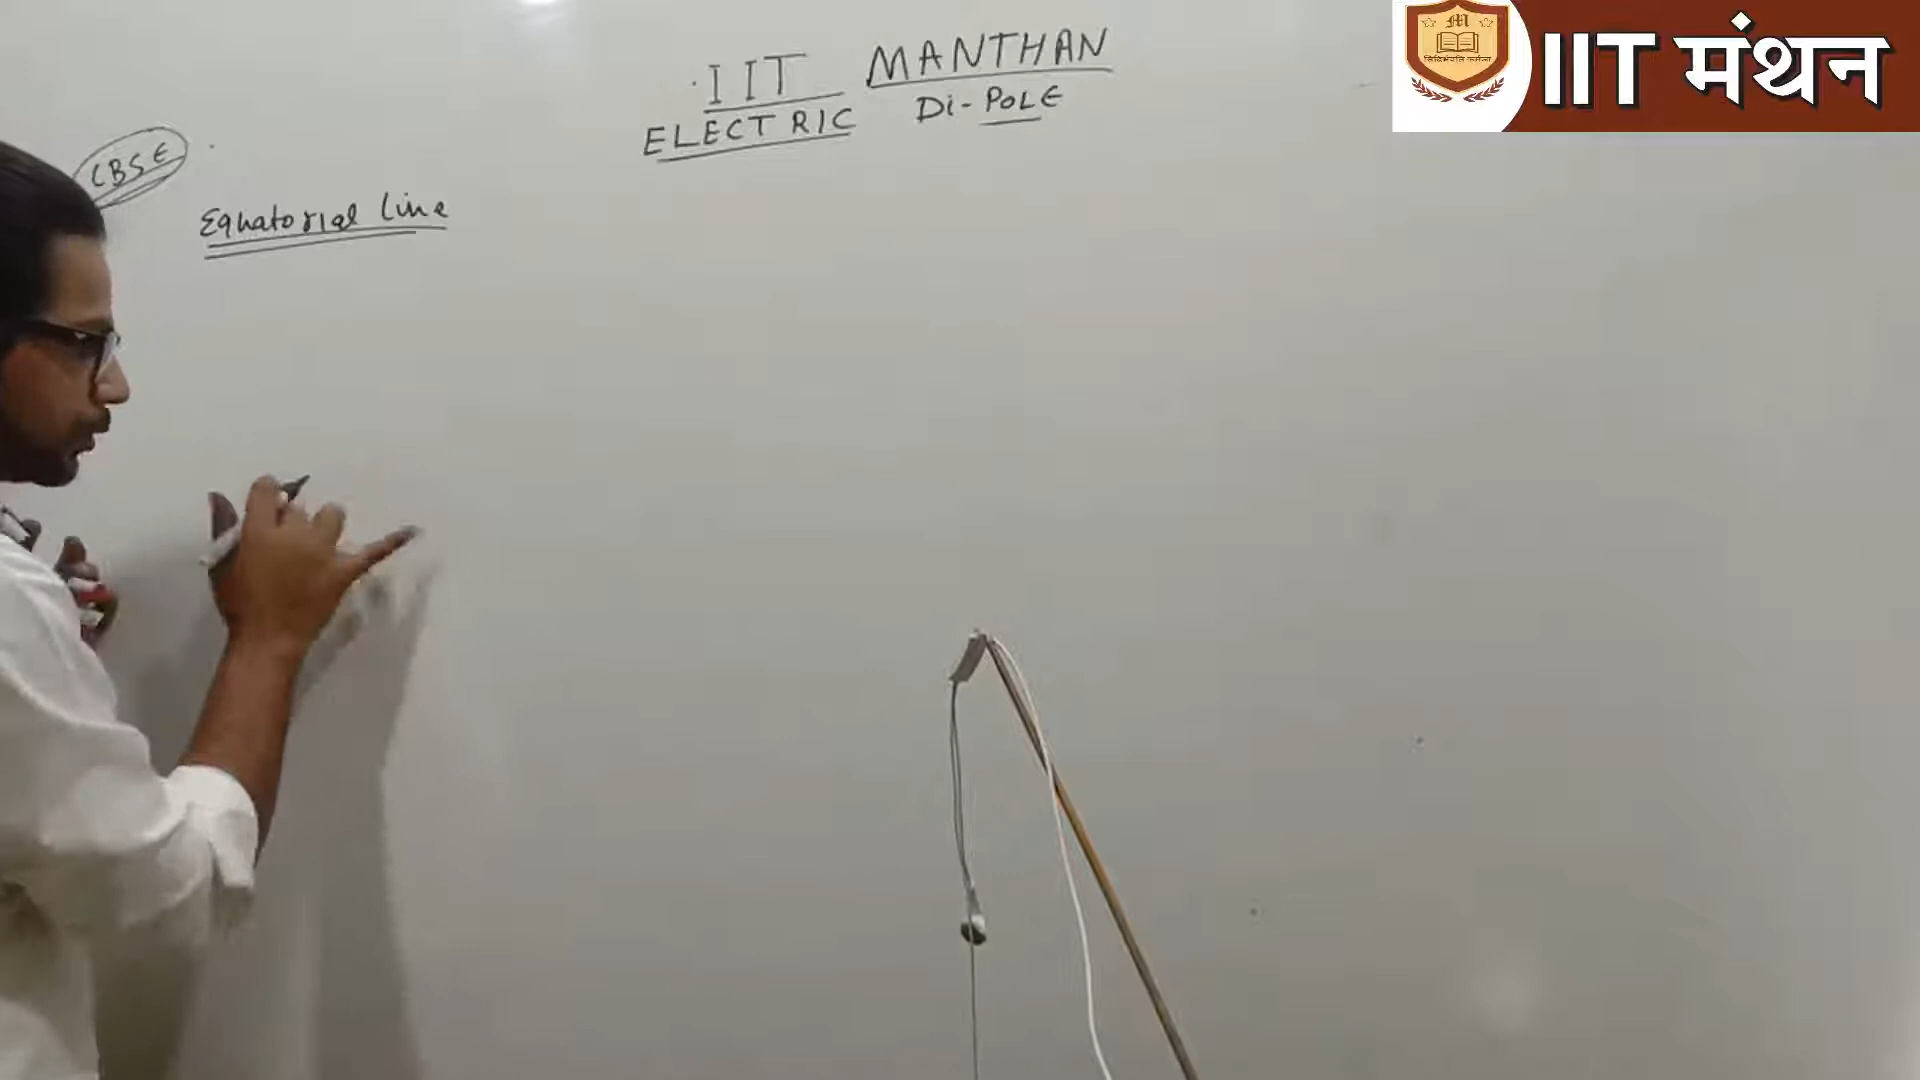 IIT MANTHAN
ELECTRIC Di-POLE
CBSE
Equatorial Line
M
IIT मंथन